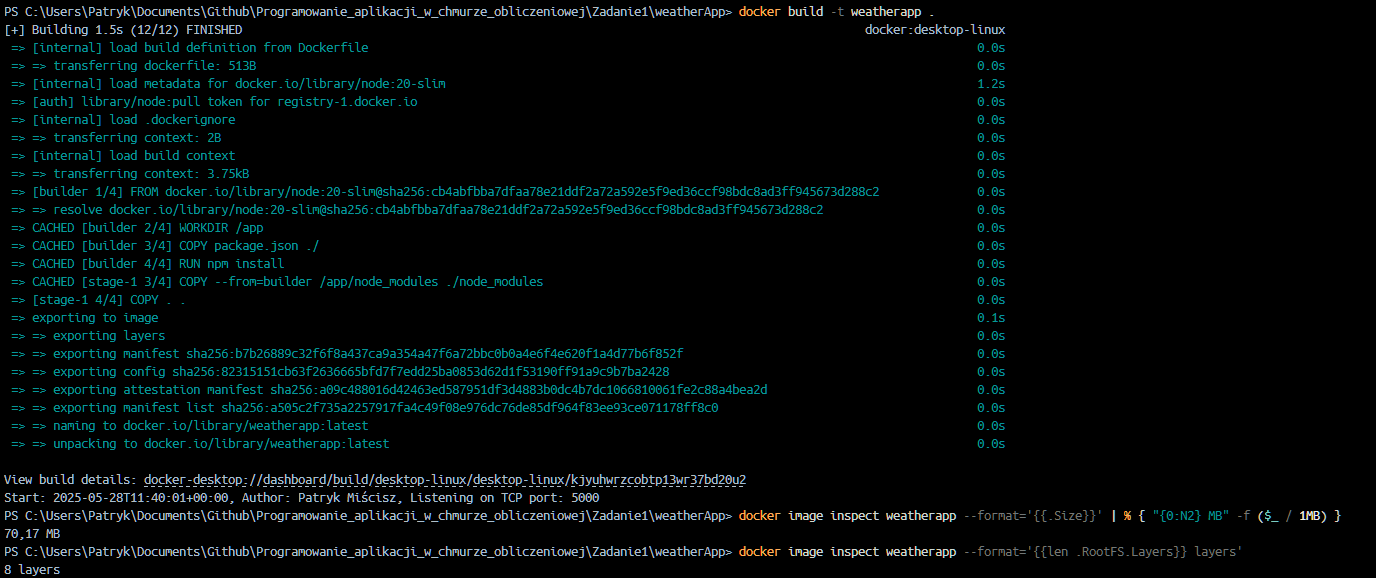 PS C:\Users\Patryk\Documents\Github\Programowanie_aplikacji_w_chmurze_obliczeniowej\Zadanie1\weatherApp> docker build -t weatherapp .
[+] Building 1.5s (12/12) FINISHED docker:desktop-linux
=> [internal] load build definition from Dockerfile 0.0s
=> => transferring dockerfile: 513B 0.0s
=> [internal] load metadata for docker.io/library/node:20-slim 1.2s
=> [auth] library/node:pull token for registry-1.docker.io 0.0s
=> [internal] load .dockerignore 0.0s
=> => transferring context: 2B 0.0s
=> [internal] load build context 0.0s
=> => transferring context: 3.75kB 0.0s
=> [builder 1/4] FROM docker.io/library/node:20-slim@sha256:cb4abfbba7dfaa78e21ddf2a72a592e5f9ed36ccf98bdc8ad3ff945673d288c2 0.0s
=> => resolve docker.io/library/node:20-slim@sha256:cb4abfbba7dfaa78e21ddf2a72a592e5f9ed36ccf98bdc8ad3ff945673d288c2 0.0s
=> CACHED [builder 2/4] WORKDIR /app 0.0s
=> CACHED [builder 3/4] COPY package.json ./ 0.0s
=> CACHED [builder 4/4] RUN npm install 0.0s
=> CACHED [stage-1 3/4] COPY --from=builder /app/node_modules ./node_modules 0.0s
=> [stage-1 4/4] COPY . . 0.0s
=> exporting to image 0.1s
=> => exporting layers 0.0s
=> => exporting manifest sha256:b7b26889c32f6f8a437ca9a354a47f6a72bbc0b0a4e6f4e620f1a4d77b6f852f 0.0s
=> => exporting config sha256:82315151cb63f2636665bfd7f7edd25ba0853d62d1f53190ff91a9c9b7ba2428 0.0s
=> => exporting attestation manifest sha256:a09c488016d42463ed587951df3d4883b0dc4b7dc1066810061fe2c88a4bea2d 0.0s
=> => exporting manifest list sha256:a505c2f735a2257917fa4c49f08e976dc76de85df964f83ee93ce071178ff8c0 0.0s
=> => naming to docker.io/library/weatherapp:latest 0.0s
=> => unpacking to docker.io/library/weatherapp:latest 0.0s
View build details: docker-desktop://dashboard/build/desktop-linux/desktop-linux/kjyuhwrzcobtp13wr37bd20u2
Start: 2025-05-28T11:40:01+00:00, Author: Patryk Miścisz, Listening on TCP port: 5000
PS C:\Users\Patryk\Documents\Github\Programowanie_aplikacji_w_chmurze_obliczeniowej\Zadanie1\weatherApp> docker image inspect weatherapp --format='{{.Size}}' | % { "{0:N2} MB" -f ($_ / 1MB) }
70,17 MB
PS C:\Users\Patryk\Documents\Github\Programowanie_aplikacji_w_chmurze_obliczeniowej\Zadanie1\weatherApp> docker image inspect weatherapp --format='{{len .RootFS.Layers}} layers'
8 layers